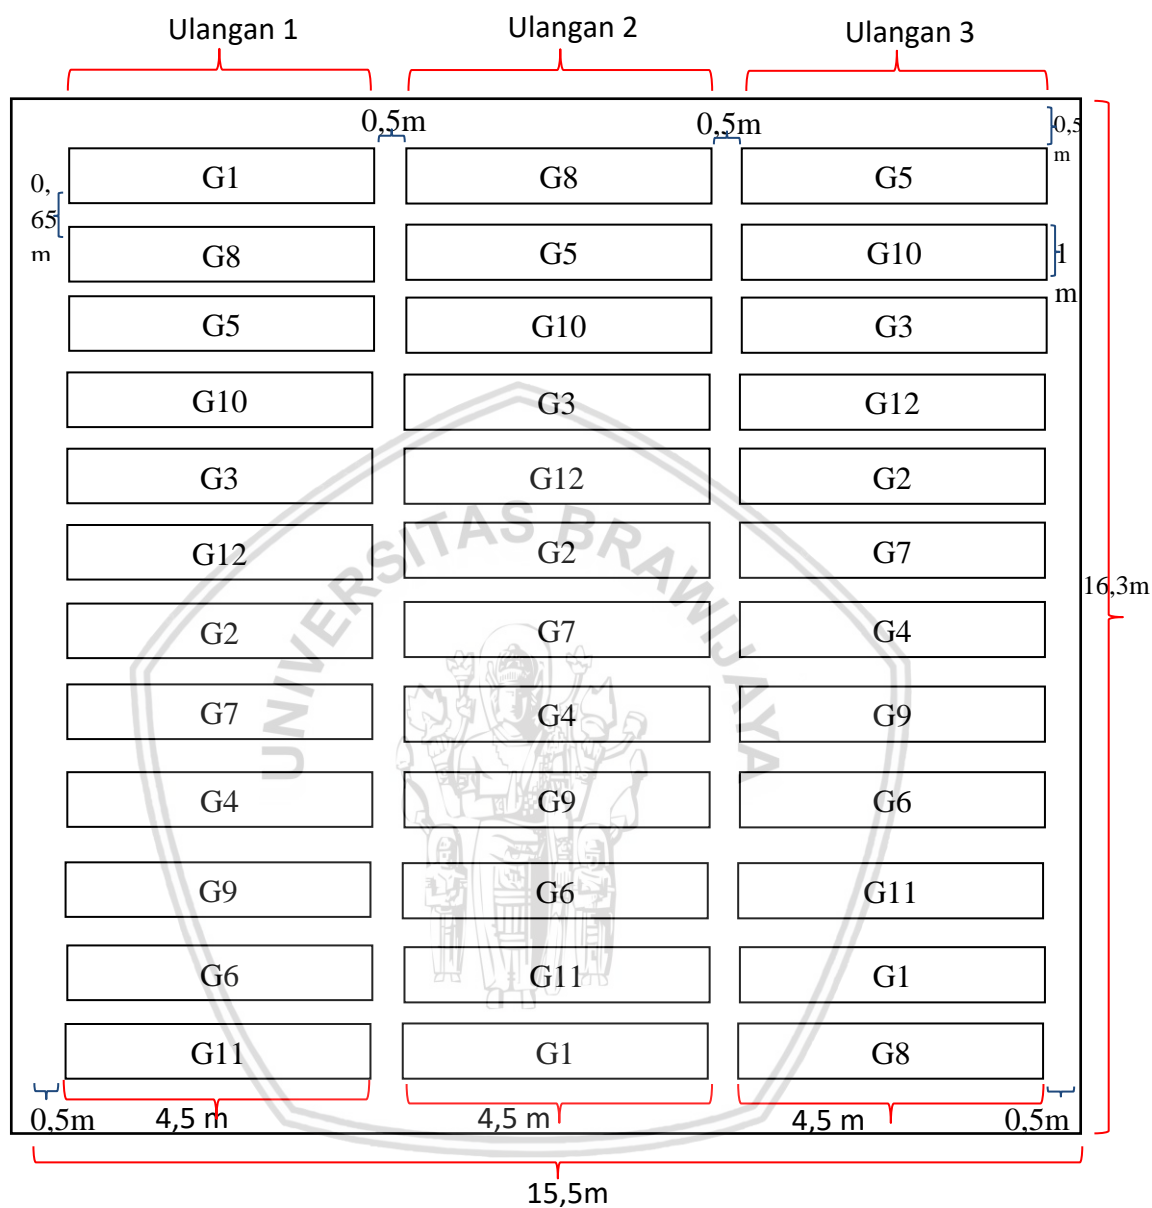 Ulangan 1
Ulangan 2
Ulangan 3
0,5m
0,5m
0,5
m
G1
G8
G5
0,
65
m
G8
G5
G10
1
m
G5
G10
G3
G10
G3
G12
G3
G12
G2
G12
G2
G7
16,3m
G2
G7
G4
G7
G4
G9
G4
G9
G6
G9
G6
G11
G6
G11
G1
G11
G1
G8
0,5m
4,5 m
4,5 m
4,5 m
0,5m
15,5m
UNIVERSITAS BRAWIJAYA